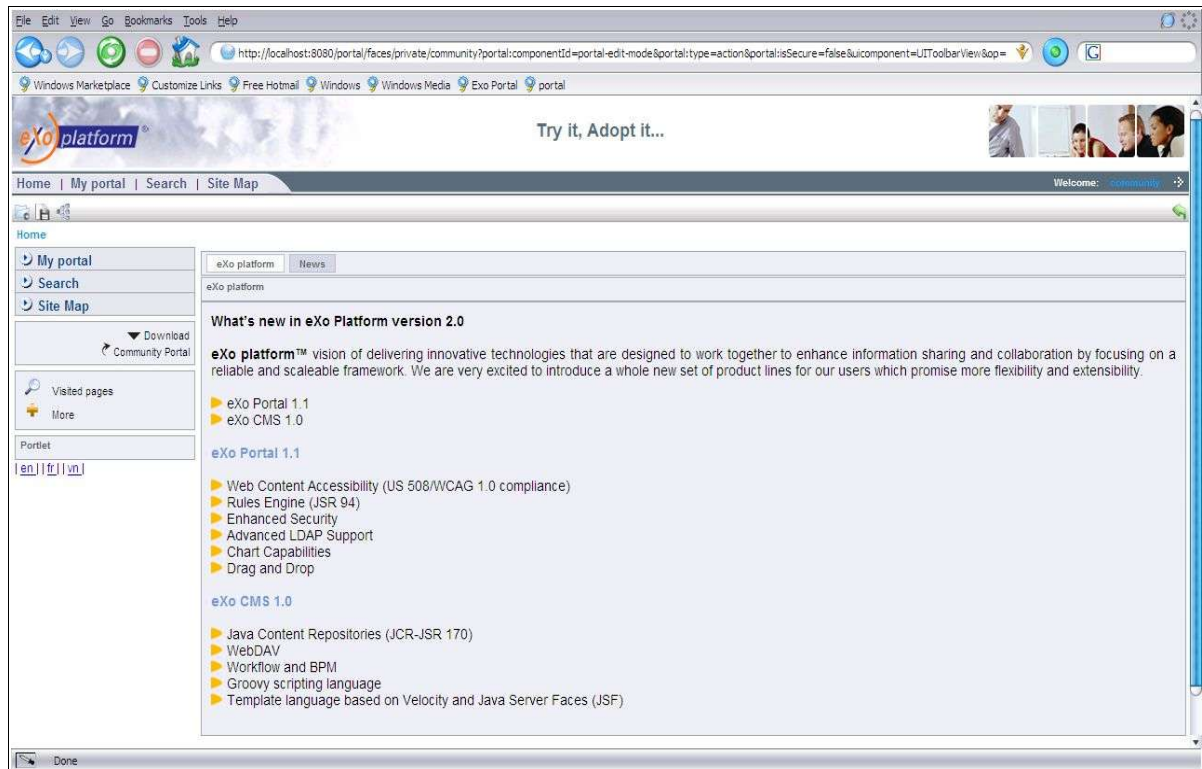 File Edit View Go Bookmarks Tools Help
http://localhost:8080/portal/faces/private/community?portal:componentId=portal-edit-mode&portal:type=action&portal:isSecure=false&uicomponent=UIToolbarView&op=
G
Windows Marketplace Customize Links Free Hotmail Windows Windows Media Exo Portal portal
eXo platform ®
Try it, Adopt it...
Home | My portal | Search | Site Map
Welcome: community
Home
My portal
Search
Site Map
Download
Community Portal
Visited pages
More
Portlet
| en | | fr | | vn |
eXo platform News
eXo platform
What's new in eXo Platform version 2.0
eXo platform™ vision of delivering innovative technologies that are designed to work together to enhance information sharing and collaboration by focusing on a
reliable and scaleable framework. We are very excited to introduce a whole new set of product lines for our users which promise more flexibility and extensibility.
eXo Portal 1.1
eXo CMS 1.0
eXo Portal 1.1
Web Content Accessibility (US 508/WCAG 1.0 compliance)
Rules Engine (JSR 94)
Enhanced Security
Advanced LDAP Support
Chart Capabilities
Drag and Drop
eXo CMS 1.0
Java Content Repositories (JCR-JSR 170)
WebDAV
Workflow and BPM
Groovy scripting language
Template language based on Velocity and Java Server Faces (JSF)
Done